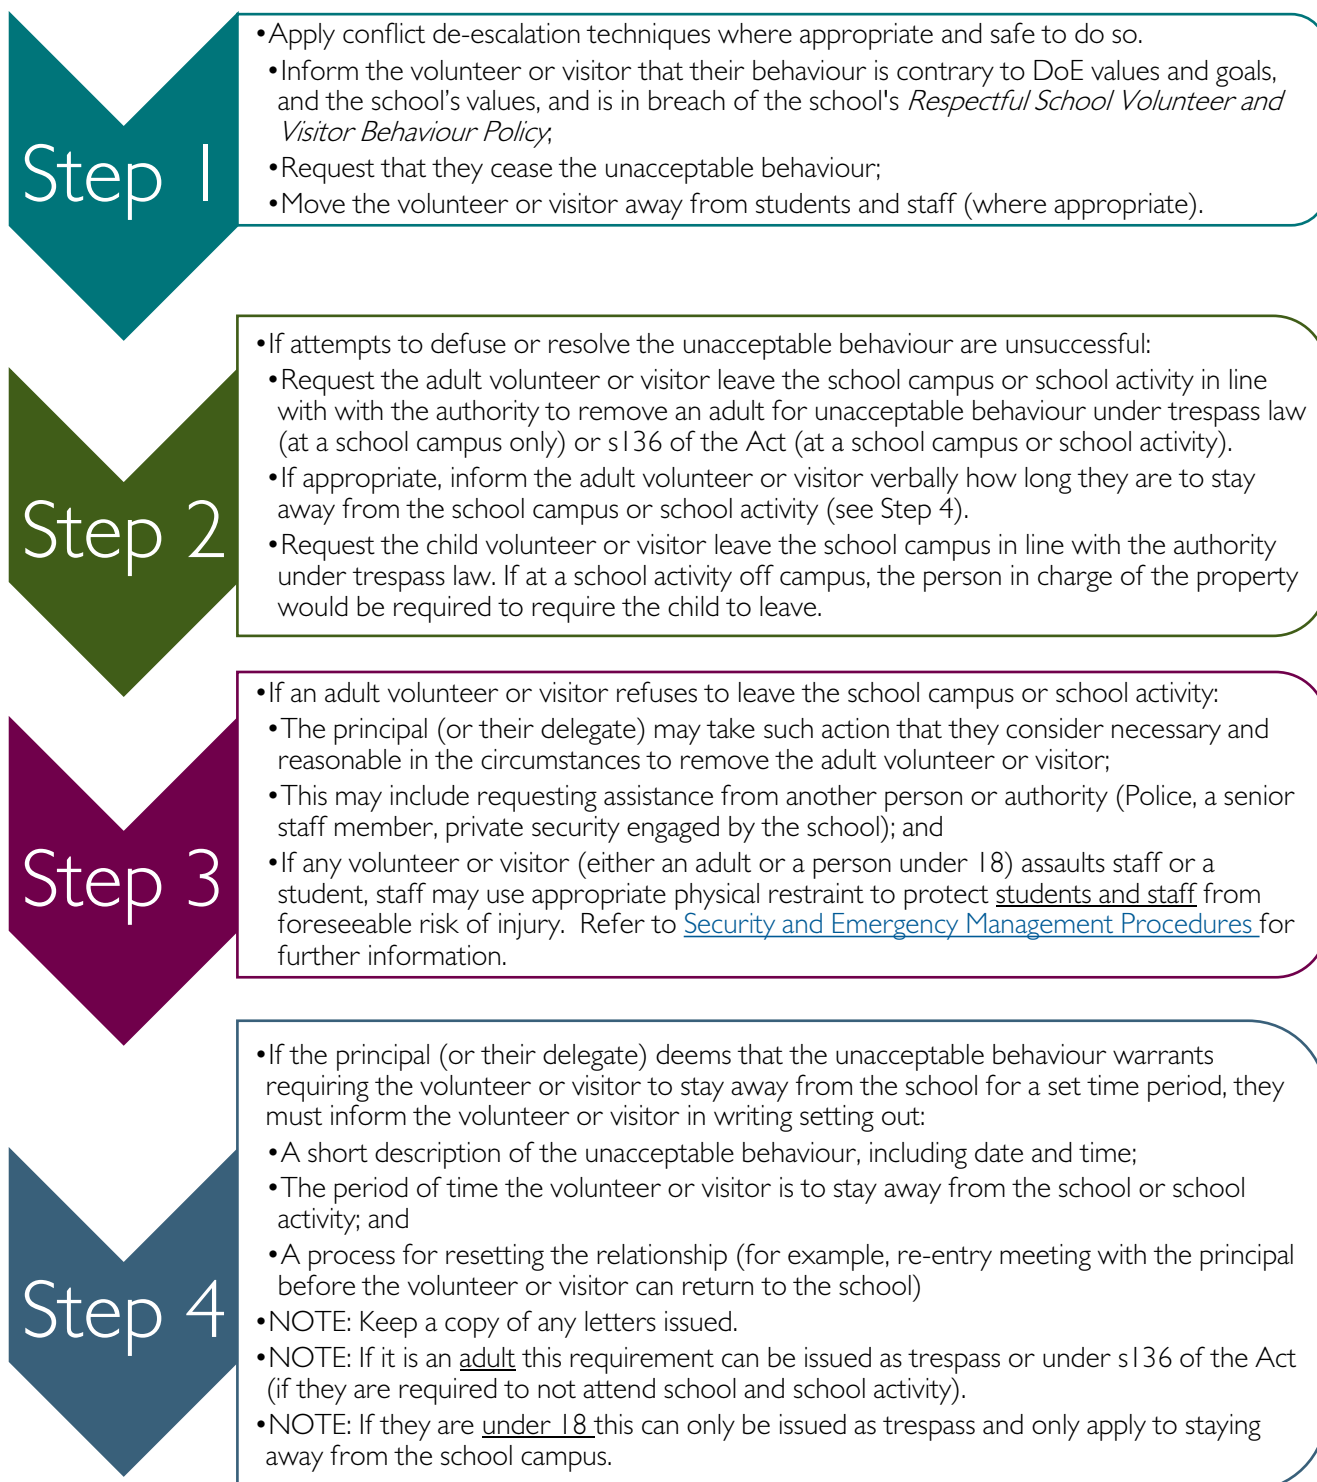 Step 1
•Apply conflict de-escalation techniques where appropriate and safe to do so.
•Inform the volunteer or visitor that their behaviour is contrary to DoE values and goals,
and the school’s values, and is in breach of the school's Respectful School Volunteer and
Visitor Behaviour Policy;
•Request that they cease the unacceptable behaviour;
•Move the volunteer or visitor away from students and staff (where appropriate).
Step 2
•If attempts to defuse or resolve the unacceptable behaviour are unsuccessful:
•Request the adult volunteer or visitor leave the school campus or school activity in line
with with the authority to remove an adult for unacceptable behaviour under trespass law
(at a school campus only) or s136 of the Act (at a school campus or school activity).
•If appropriate, inform the adult volunteer or visitor verbally how long they are to stay
away from the school campus or school activity (see Step 4).
•Request the child volunteer or visitor leave the school campus in line with the authority
under trespass law. If at a school activity off campus, the person in charge of the property
would be required to require the child to leave.
Step 3
•If an adult volunteer or visitor refuses to leave the school campus or school activity:
•The principal (or their delegate) may take such action that they consider necessary and
reasonable in the circumstances to remove the adult volunteer or visitor;
•This may include requesting assistance from another person or authority (Police, a senior
staff member, private security engaged by the school); and
•If any volunteer or visitor (either an adult or a person under 18) assaults staff or a
student, staff may use appropriate physical restraint to protect students and staff from
foreseeable risk of injury.  Refer to Security and Emergency Management Procedures for
further information.
Step 4
•If the principal (or their delegate) deems that the unacceptable behaviour warrants
requiring the volunteer or visitor to stay away from the school for a set time period, they
must inform the volunteer or visitor in writing setting out:
•A short description of the unacceptable behaviour, including date and time;
•The period of time the volunteer or visitor is to stay away from the school or school
activity; and
•A process for resetting the relationship (for example, re-entry meeting with the principal
before the volunteer or visitor can return to the school)
•NOTE: Keep a copy of any letters issued.
•NOTE: If it is an adult this requirement can be issued as trespass or under s136 of the Act
(if they are required to not attend school and school activity).
•NOTE: If they are under 18 this can only be issued as trespass and only apply to staying
away from the school campus.